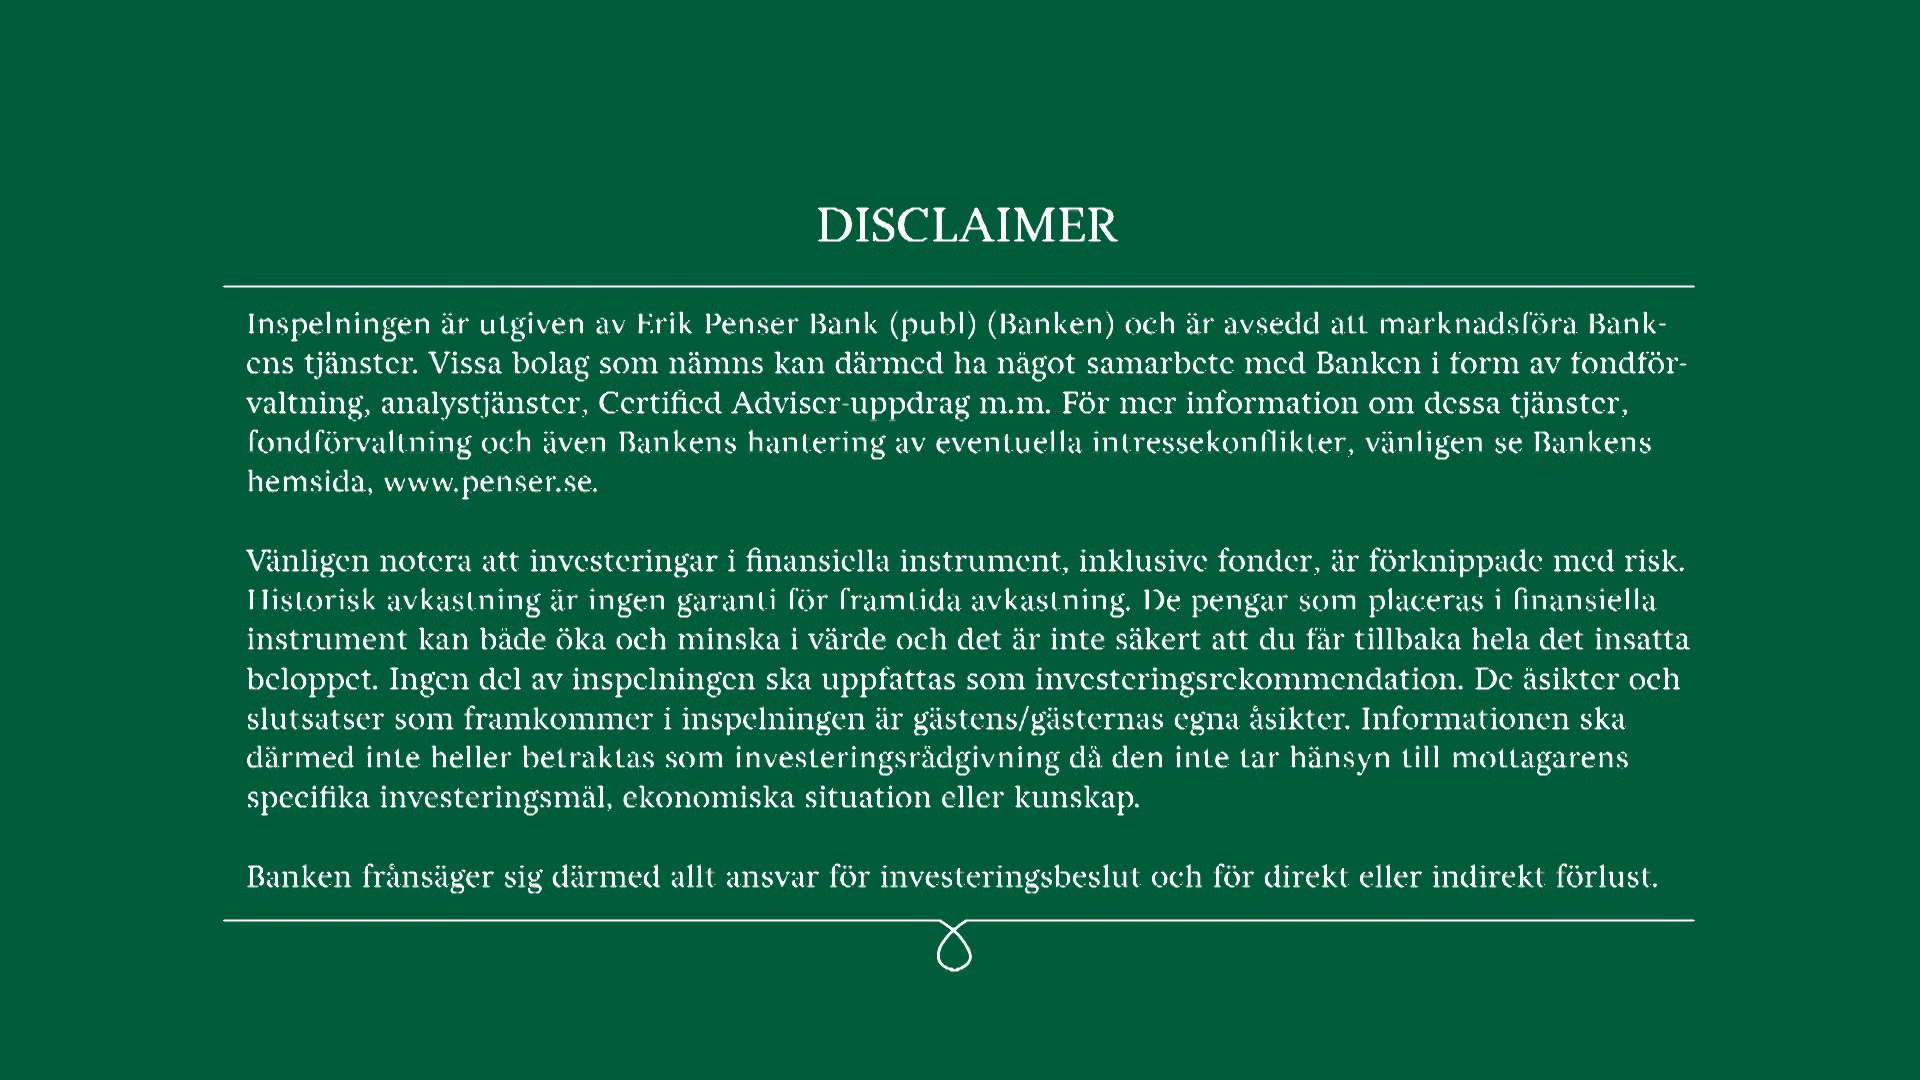 DISCLAIMER
Inspelningen är utgiven av Erik Penser Bank (publ) (Banken) och är avsedd att marknadsföra Bank-
ens tjänster. Vissa bolag som nämns kan därmed ha något samarbete med Banken i form av fondför-
valtning, analystjänster, Certified Adviser-uppdrag m.m. För mer information om dessa tjänster,
fondförvaltning och även Bankens hantering av eventuella intressekonflikter, vänligen se Bankens
hemsida, www.penser.se.
Vänligen notera att investeringar i finansiella instrument, inklusive fonder, är förknippade med risk.
Historisk avkastning är ingen garanti för framtida avkastning. De pengar som placeras i finansiella
instrument kan både öka och minska i värde och det är inte säkert att du får tillbaka hela det insatta
beloppet. Ingen del av inspelningen ska uppfattas som investeringsrekommendation. De åsikter och
slutsatser som framkommer i inspelningen är gästens/gästernas egna åsikter. Informationen ska
därmed inte heller betraktas som investeringsrådgivning då den inte tar hänsyn till mottagarens
specifika investeringsmål, ekonomiska situation eller kunskap.
Banken frånsäger sig därmed allt ansvar för investeringsbeslut och för direkt eller indirekt förlust.